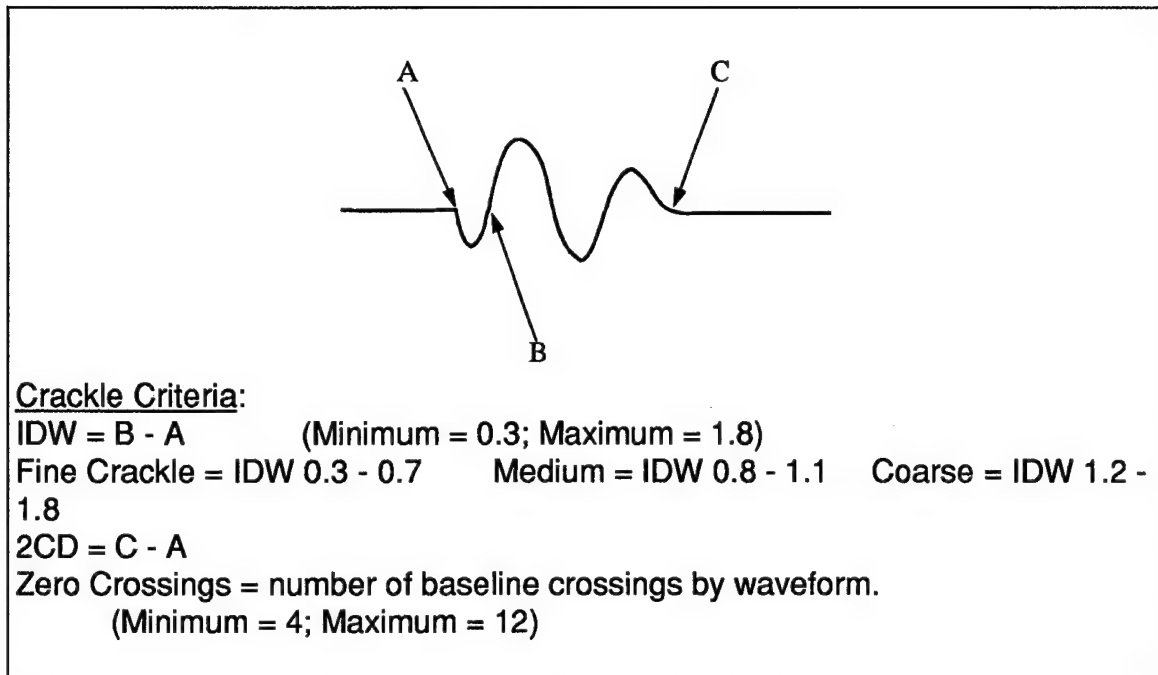 A C
B
Crackle Criteria:
IDW = B - A (Minimum = 0.3; Maximum = 1.8)
Fine Crackle = IDW 0.3 - 0.7 Medium = IDW 0.8 - 1.1 Coarse = IDW 1.2 -
1.8
2CD = C - A
Zero Crossings = number of baseline crossings by waveform.
(Minimum = 4; Maximum = 12)